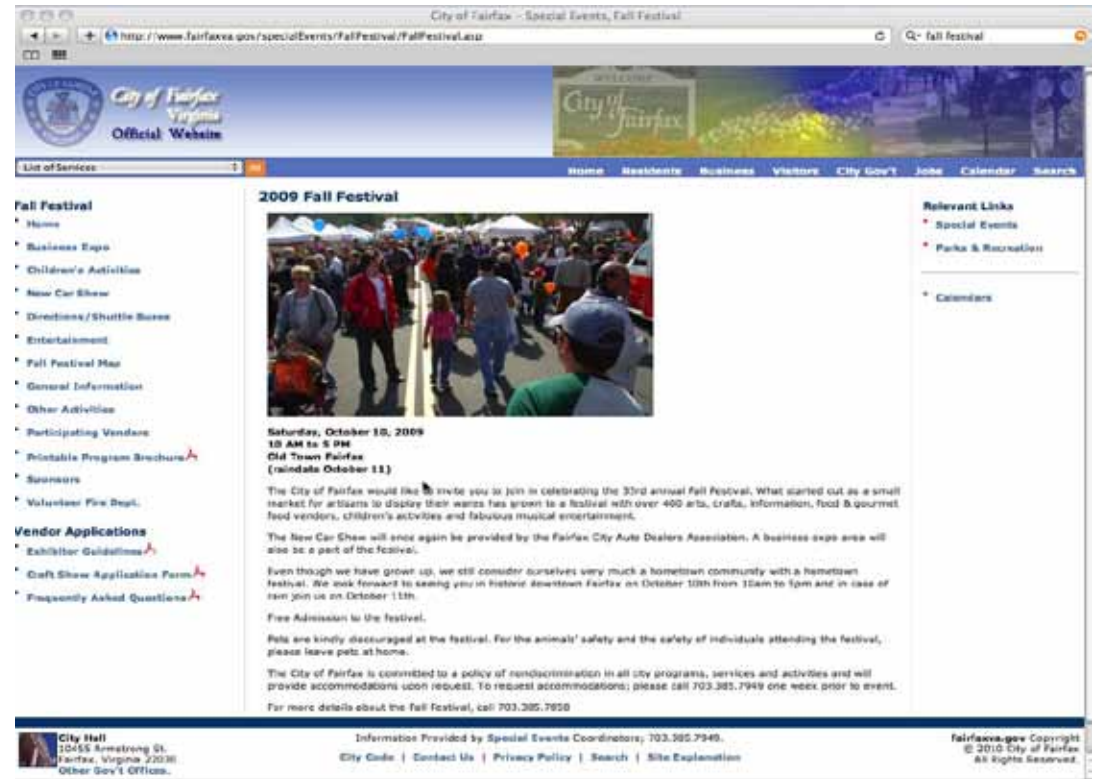 City of Fairfax - Special Events, Fall Festival
http://www.fairfaxva.gov/specialEvents/FallFestival/FallFestival.asp
fall festival
City of Fairfax
Virginia
Official Website
WELCOME
City of
Fairfax
List of Services
Home Residents Business Visitors City Gov't Jobs Calendar Search
Fall Festival
Home
Business Expo
Children's Activities
New Car Show
Directions/Shuttle Buses
Entertainment
Fall Festival Map
General Information
Other Activities
Participating Vendors
Printable Program Brochure
Sponsors
Volunteer Fire Dept.
Vendor Applications
Exhibitor Guidelines
Craft Show Application Form
Frequently Asked Questions
2009 Fall Festival
Saturday, October 10, 2009
10 AM to 5 PM
Old Town Fairfax
(raindate October 11)
The City of Fairfax would like to invite you to join in celebrating the 33rd annual Fall Festival. What started out as a small
market for artisans to display their wares has grown to a festival with over 400 arts, crafts, information, food & gourmet
food vendors, children's activities and fabulous musical entertainment.
The New Car Show will once again be provided by the Fairfax City Auto Dealers Association. A business expo area will
also be a part of the festival.
Even though we have grown up, we still consider ourselves very much a hometown community with a hometown
festival. We look forward to seeing you in historic downtown Fairfax on October 10th from 10am to 5pm and in case of
rain join us on October 11th.
Free Admission to the festival.
Pets are kindly discouraged at the festival. For the animals' safety and the safety of individuals attending the festival,
please leave pets at home.
The City of Fairfax is committed to a policy of nondiscrimination in all city programs, services and activities and will
provide accommodations upon request. To request accommodations; please call 703.385.7949 one week prior to event.
For more details about the Fall Festival, call 703.385.7858
Relevant Links
Special Events
Parks & Recreation
Calendars
City Hall
10455 Armstrong St.
Fairfax, Virginia 22030
Other Gov't Offices.
Information Provided by Special Events Coordinators; 703.385.7949.
City Code | Contact Us | Privacy Policy | Search | Site Explanation
fairfaxva.gov Copyright
© 2010 City of Fairfax
All Rights Reserved.